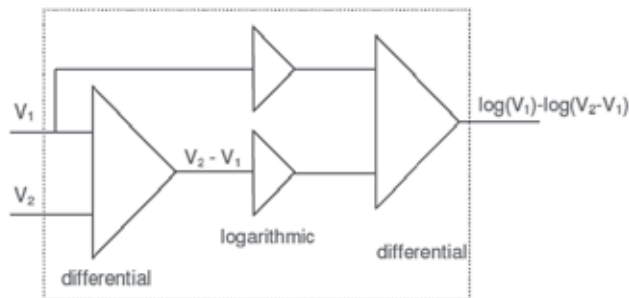 V₁
V₂
V₂ - V₁
log(V₁)-log(V₂-V₁)
logarithmic
differential
differential